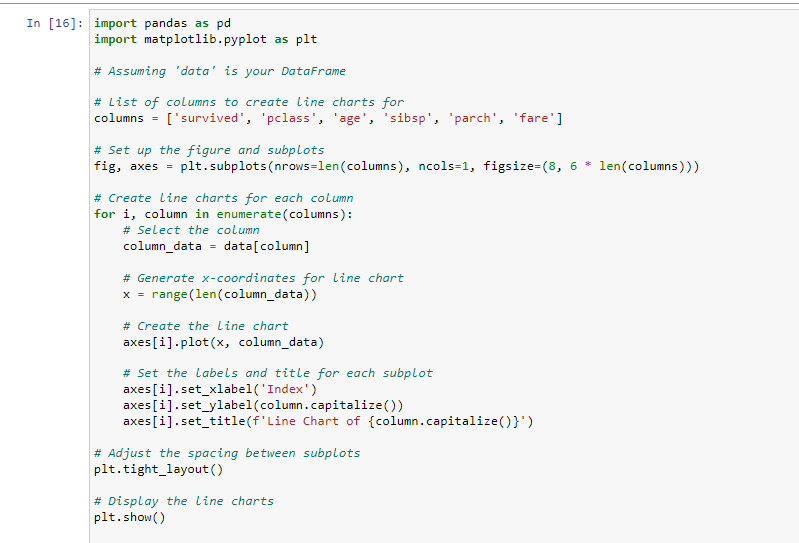 In [16]: import pandas as pd
import matplotlib.pyplot as plt
# Assuming 'data' is your DataFrame
# List of columns to create line charts for
columns = ['survived', 'pclass', 'age', 'sibsp', 'parch', 'fare']
# Set up the figure and subplots
fig, axes = plt.subplots(nrows=len(columns), ncols=1, figsize=(8, 6 * len(columns)))
# Create line charts for each column
for i, column in enumerate(columns):
    # Select the column
    column_data = data[column]
    # Generate x-coordinates for line chart
    x = range(len(column_data))
    # Create the line chart
    axes[i].plot(x, column_data)
    # Set the labels and title for each subplot
    axes[i].set_xlabel('Index')
    axes[i].set_ylabel(column.capitalize())
    axes[i].set_title(f'Line Chart of {column.capitalize()}')
# Adjust the spacing between subplots
plt.tight_layout()
# Display the line charts
plt.show()